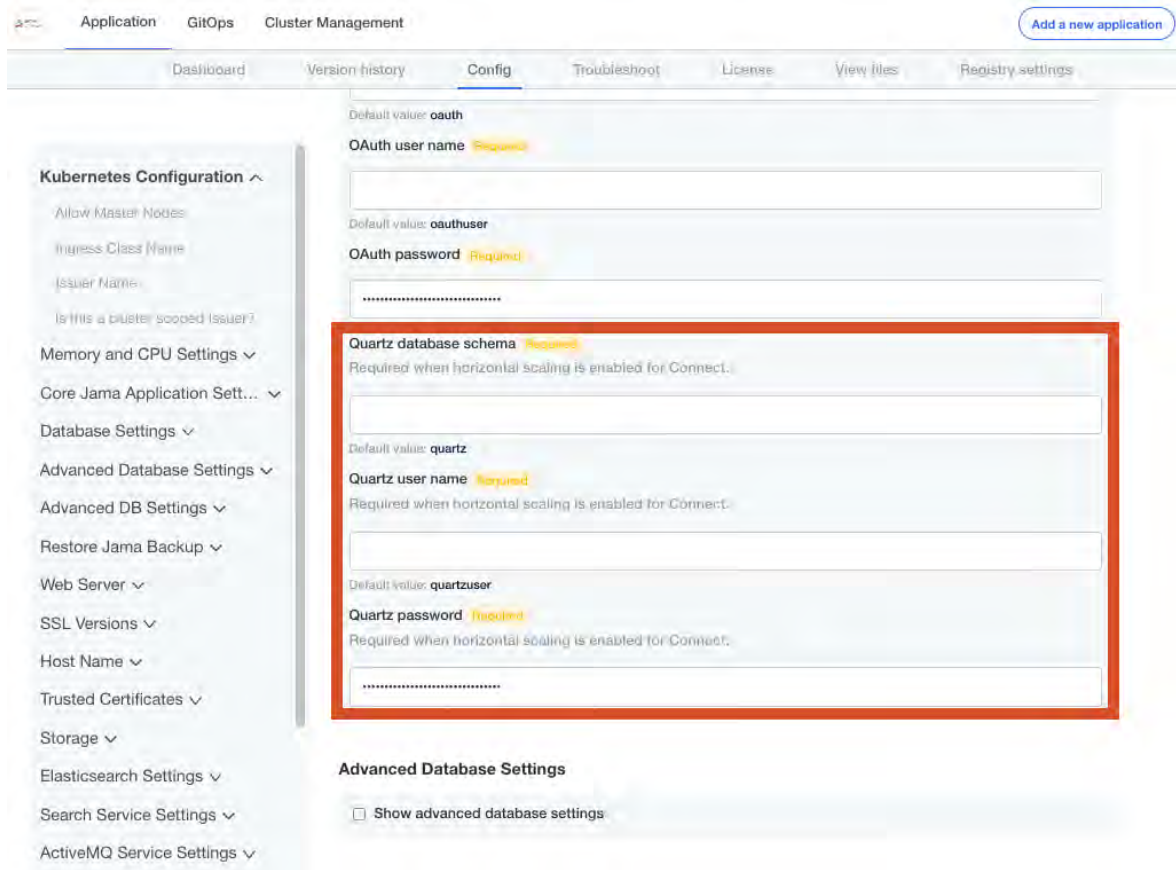 Application GitOps Cluster Management Add a new application
Dashboard Version history Config Troubleshoot License View files Registry settings
Default value: oauth
OAuth user name Required
Default value: oauthuser
OAuth password Required
Kubernetes Configuration
Allow Master Nodes
Ingress Class Name
Issuer Name
Is this a cluster scoped Issuer?
Memory and CPU Settings
Core Jama Application Sett...
Database Settings
Advanced Database Settings
Advanced DB Settings
Restore Jama Backup
Web Server
SSL Versions
Host Name
Trusted Certificates
Storage
Elasticsearch Settings
Search Service Settings
ActiveMQ Service Settings
Quartz database schema Required
Required when horizontal scaling is enabled for Connect.
Default value: quartz
Quartz user name Required
Required when horizontal scaling is enabled for Connect.
Default value: quartzuser
Quartz password Required
Required when horizontal scaling is enabled for Connect.
Advanced Database Settings
Show advanced database settings